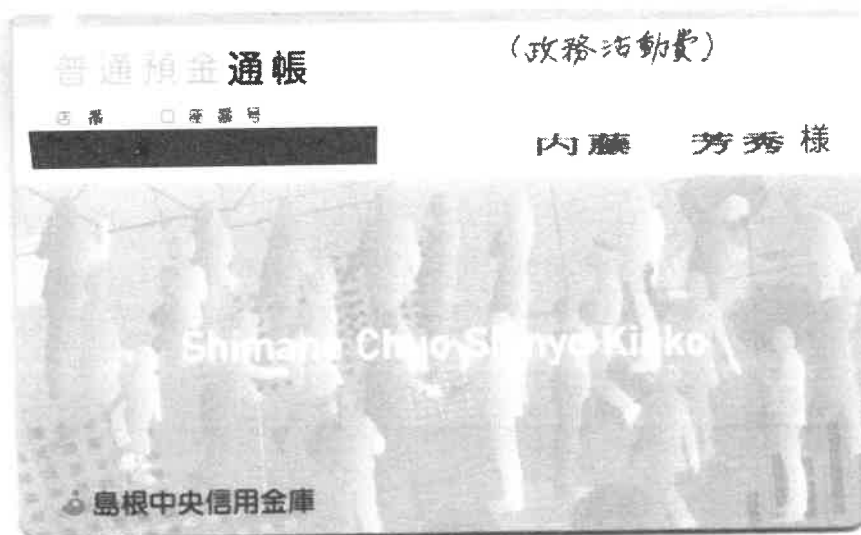 普通預金通帳
(政務活動費)
店番 口座番号
内藤 芳秀 様
Shimane Chuo Shinyo Kinko
島根中央信用金庫